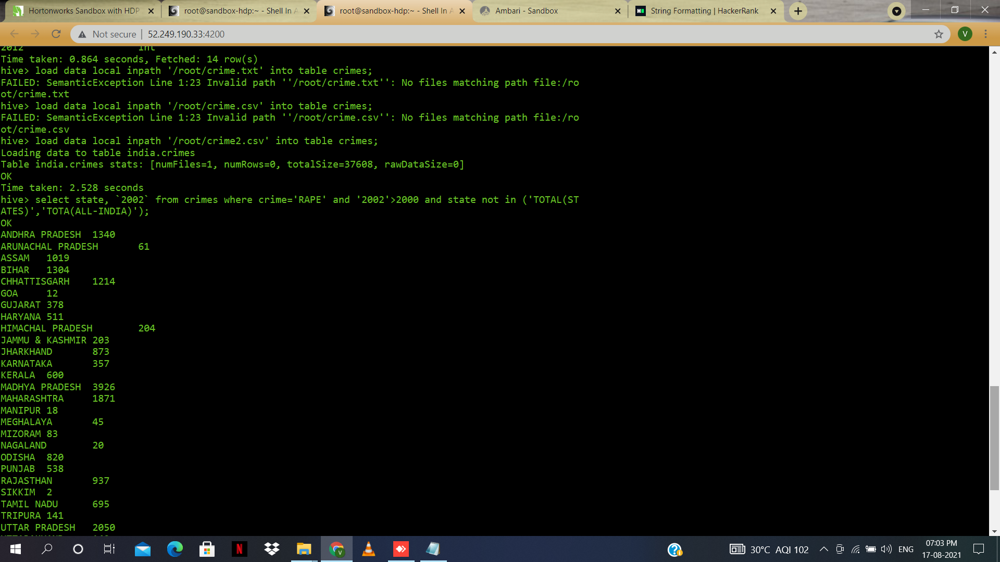 Hortonworks Sandbox with HDP
root@sandbox-hdp:~ - Shell In A
root@sandbox-hdp:~ - Shell In A
Ambari - Sandbox
String Formatting | HackerRank
Not secure | 52.249.190.33:4200
V
2012 int
Time taken: 0.864 seconds, Fetched: 14 row(s)
hive> load data local inpath '/root/crime.txt' into table crimes;
FAILED: SemanticException Line 1:23 Invalid path ''/root/crime.txt'': No files matching path file:/ro
ot/crime.txt
hive> load data local inpath '/root/crime.csv' into table crimes;
FAILED: SemanticException Line 1:23 Invalid path ''/root/crime.csv'': No files matching path file:/ro
ot/crime.csv
hive> load data local inpath '/root/crime2.csv' into table crimes;
Loading data to table india.crimes
Table india.crimes stats: [numFiles=1, numRows=0, totalSize=37608, rawDataSize=0]
OK
Time taken: 2.528 seconds
hive> select state, `2002` from crimes where crime='RAPE' and '2002'>2000 and state not in ('TOTAL(ST
ATES)','TOTA(ALL-INDIA)');
OK
ANDHRA PRADESH 1340
ARUNACHAL PRADESH 61
ASSAM 1019
BIHAR 1304
CHHATTISGARH 1214
GOA 12
GUJARAT 378
HARYANA 511
HIMACHAL PRADESH 204
JAMMU & KASHMIR 203
JHARKHAND 873
KARNATAKA 357
KERALA 600
MADHYA PRADESH 3926
MAHARASHTRA 1871
MANIPUR 18
MEGHALAYA 45
MIZORAM 83
NAGALAND 20
ODISHA 820
PUNJAB 538
RAJASTHAN 937
SIKKIM 2
TAMIL NADU 695
TRIPURA 141
UTTAR PRADESH 2050
30°C AQI 102
ENG
07:03 PM
17-08-2021